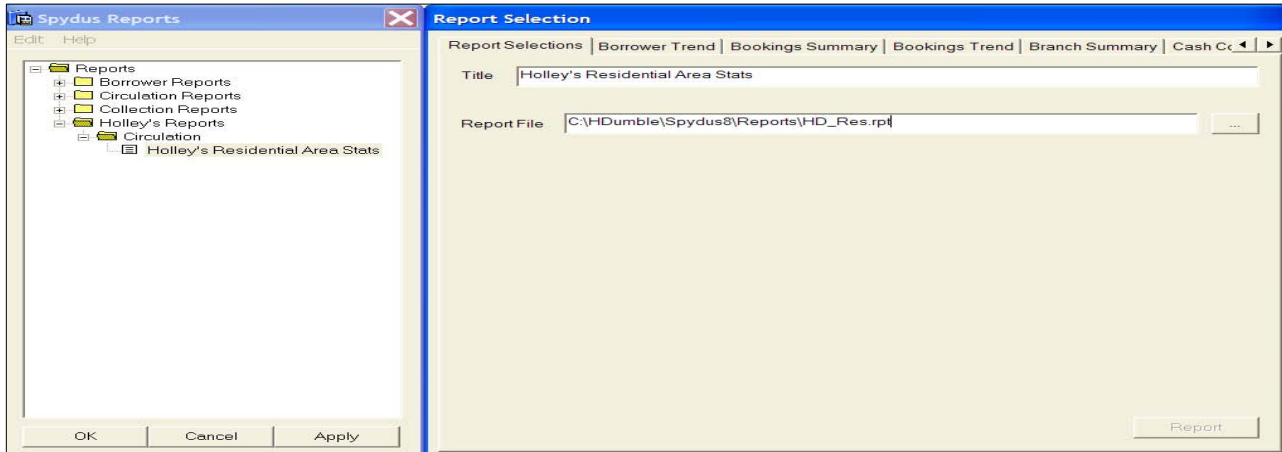 Spydus Reports
Edit Help
Reports
Borrower Reports
Circulation Reports
Collection Reports
Holley's Reports
Circulation
Holley's Residential Area Stats
OK Cancel Apply
Report Selection
Report Selections Borrower Trend Bookings Summary Bookings Trend Branch Summary Cash
Title Holley's Residential Area Stats
Report File C:\HDumble\Spydus8\Reports\HD_Res.rpt ...
Report